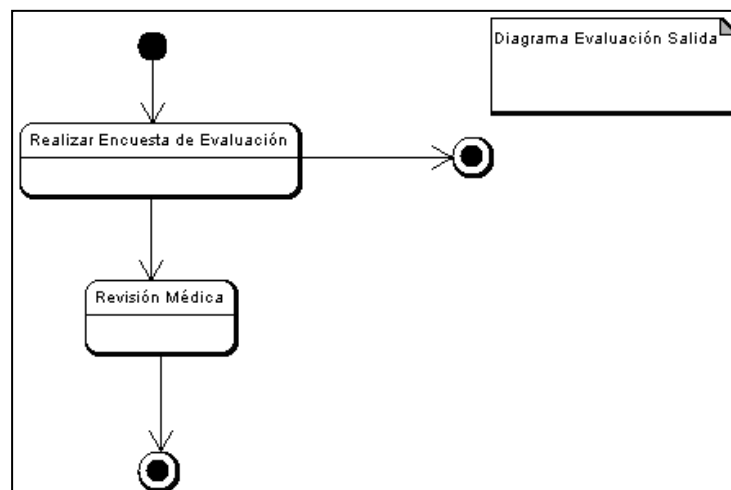 Diagrama Evaluación Salida
Realizar Encuesta de Evaluación
Revisión Médica